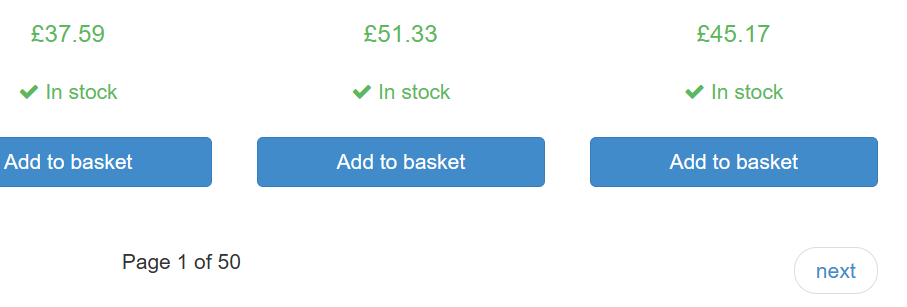 £37.59 £51.33 £45.17
In stock In stock In stock
Add to basket Add to basket Add to basket
Page 1 of 50 next